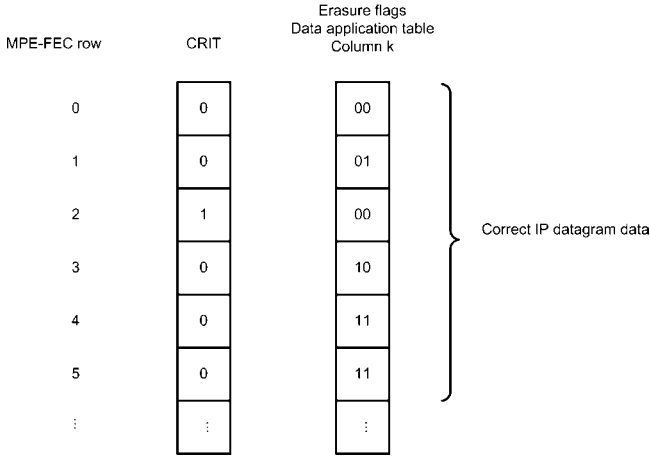 Erasure flags
Data application table
MPE-FEC row CRIT Column k
0 0 00
1 0 01
2 1 00
Correct IP datagram data
3 0 10
4 0 11
5 0 11
⋮ ⋮ ⋮